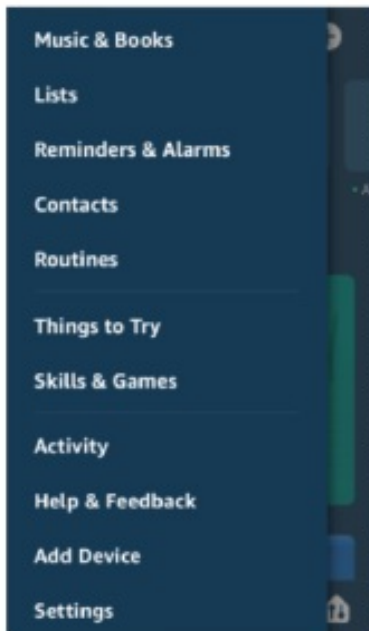 Music & Books
Lists
Reminders & Alarms
Contacts
Routines
Things to Try
Skills & Games
Activity
Help & Feedback
Add Device
Settings